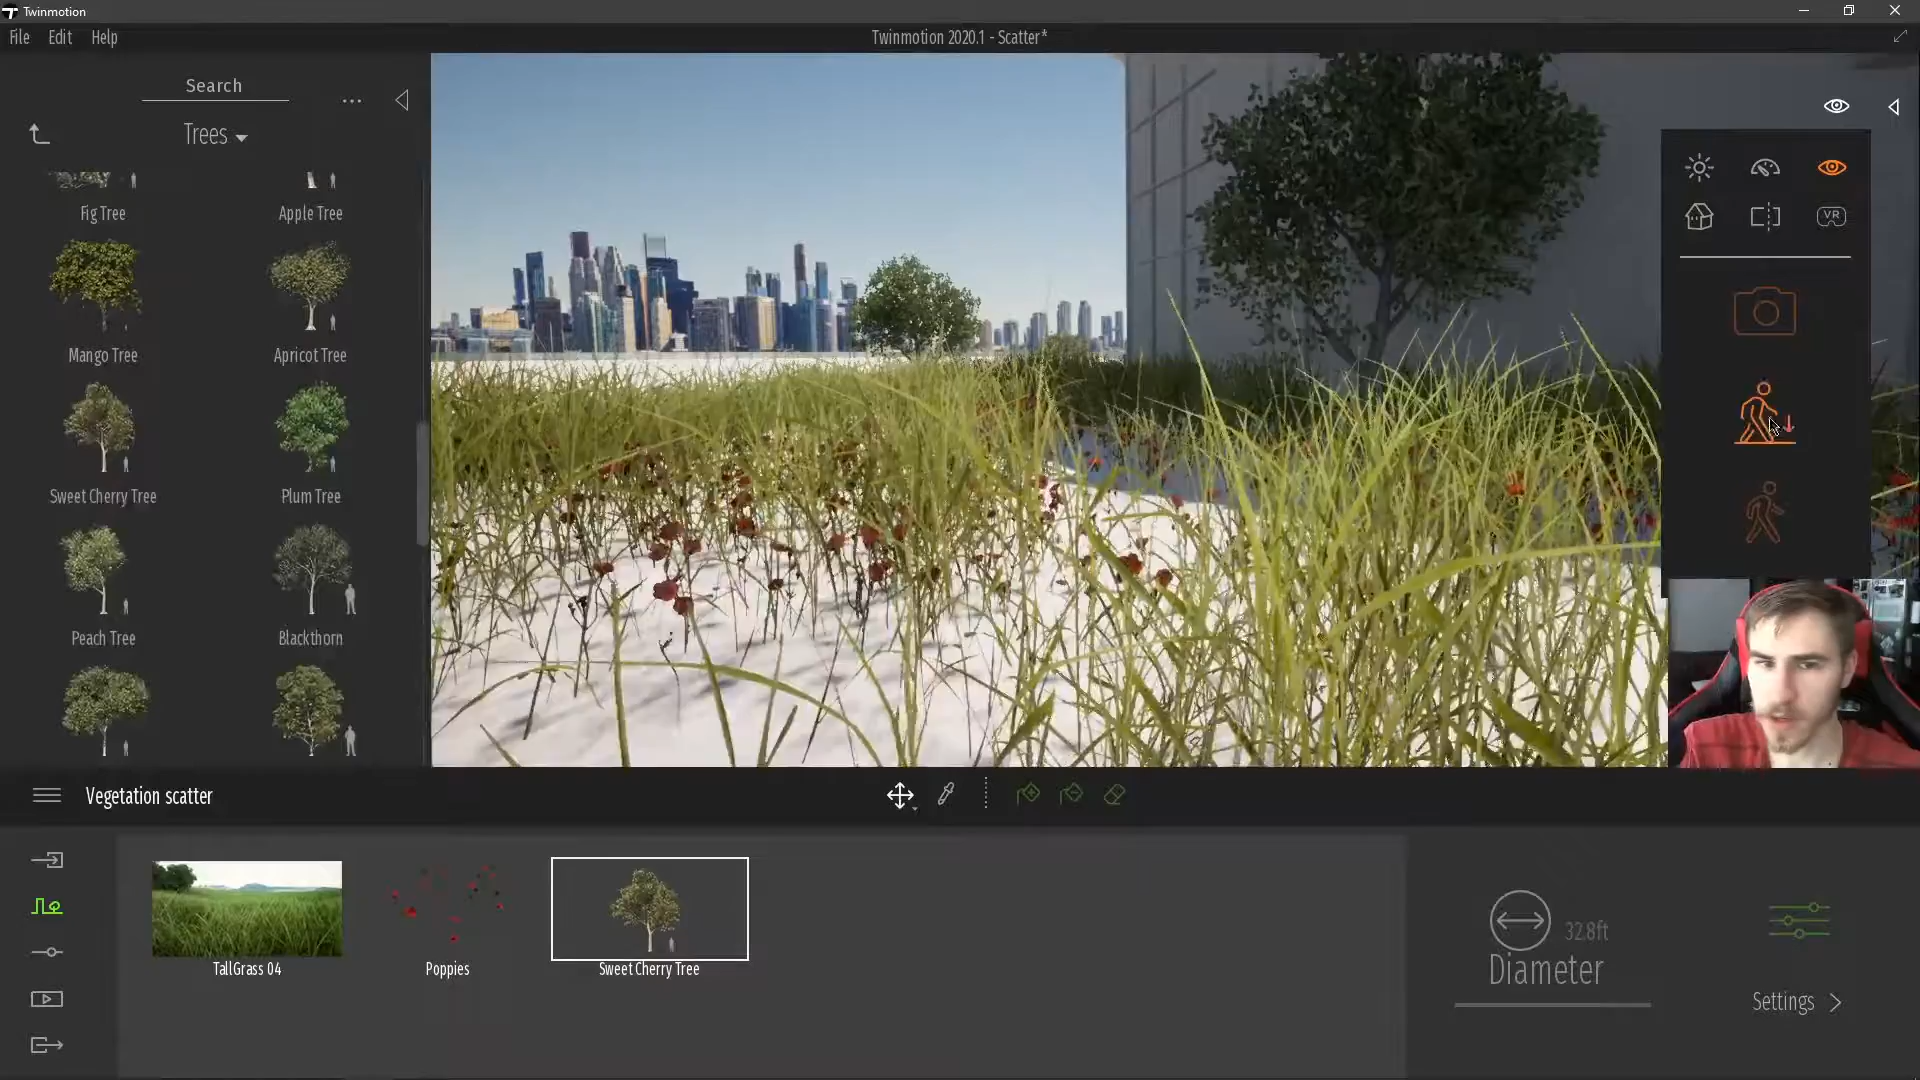 Twinmotion
File Edit Help
Twinmotion 2020.1 - Scatter*
Search
...
Trees
Fig Tree
Apple Tree
Mango Tree
Apricot Tree
Sweet Cherry Tree
Plum Tree
Peach Tree
Blackthorn
VR
Vegetation scatter
TallGrass 04
Poppies
Sweet Cherry Tree
32.8ft
Diameter
Settings